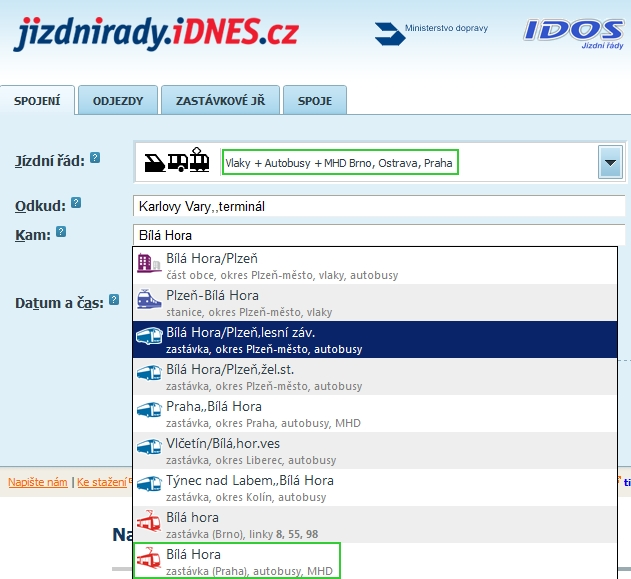 jizdnirady.iDNES.cz
Ministerstvo dopravy
IDOS
Jízdní řády
SPOJENÍ
ODJEZDY
ZASTÁVKOVÉ JŘ
SPOJE
Jízdní řád: ?
Vlaky + Autobusy + MHD Brno, Ostrava, Praha
Odkud: ?
Karlovy Vary,,terminál
Kam: ?
Bílá Hora
Bílá Hora/Plzeň
část obce, okres Plzeň-město, vlaky, autobusy
Plzeň-Bílá Hora
stanice, okres Plzeň-město, vlaky
Datum a čas: ?
Bílá Hora/Plzeň,lesní záv.
zastávka, okres Plzeň-město, autobusy
Bílá Hora/Plzeň,žel.st.
zastávka, okres Plzeň-město, autobusy
Praha,,Bílá Hora
zastávka, okres Praha, autobusy, MHD
Vlčetín/Bílá,hor.ves
zastávka, okres Liberec, autobusy
Napište nám | Ke stažení
Týnec nad Labem,,Bílá Hora
zastávka, okres Kolín, autobusy
Bílá hora
zastávka (Brno), linky 8, 55, 98
Bílá Hora
zastávka (Praha), autobusy, MHD